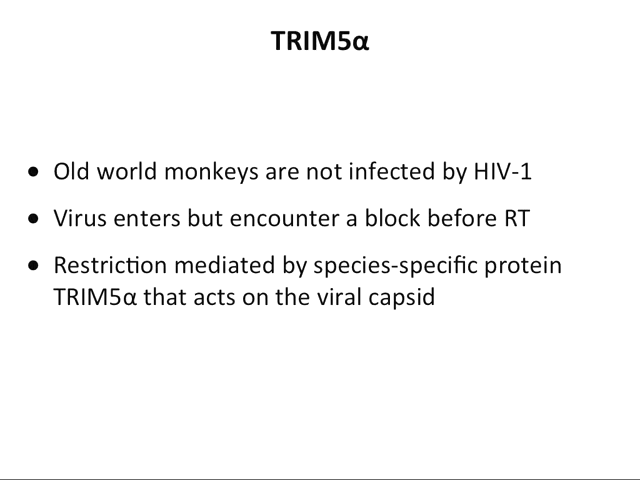 TRIM5α
• Old world monkeys are not infected by HIV-1
• Virus enters but encounter a block before RT
• Restriction mediated by species-specific protein
TRIM5α that acts on the viral capsid